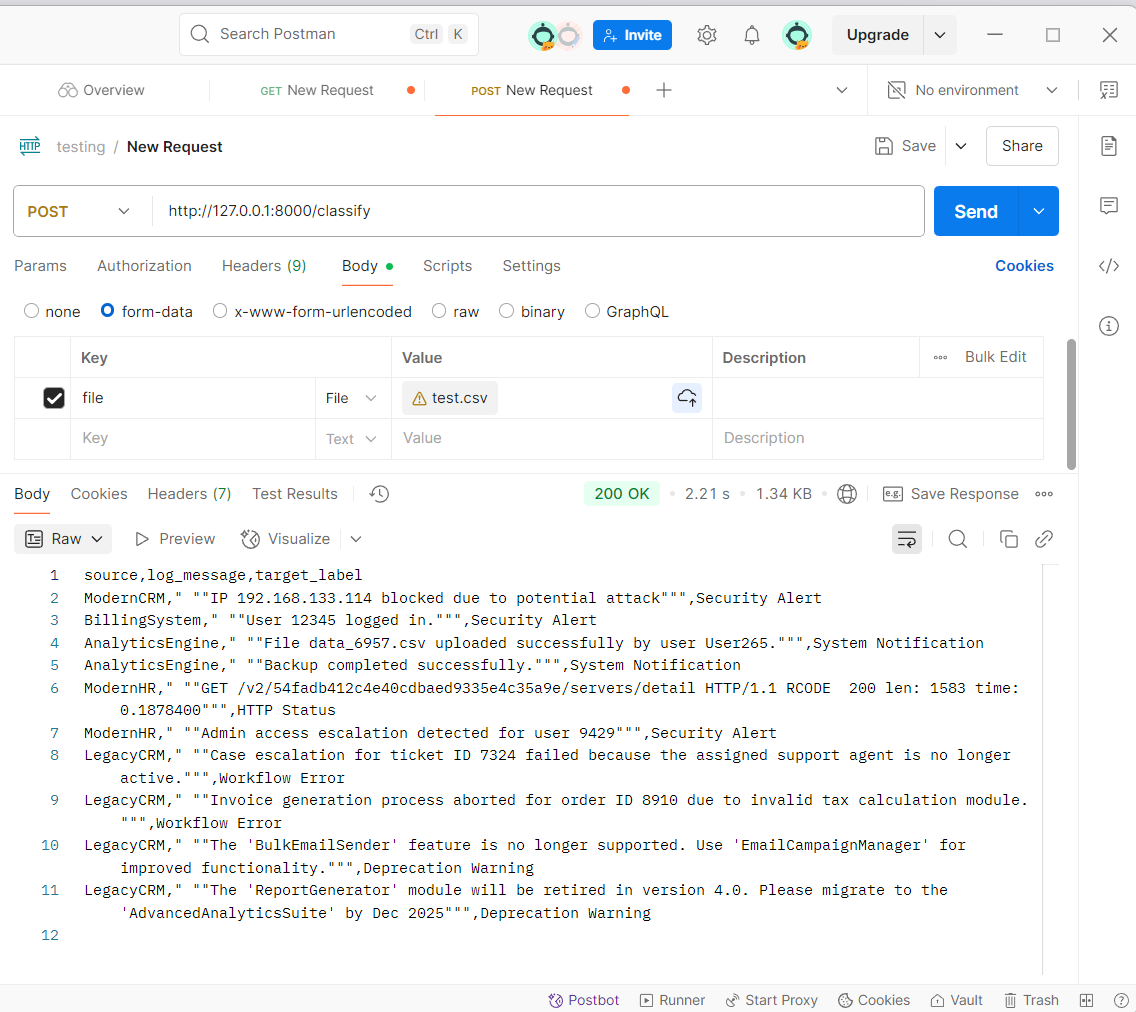 Search Postman Ctrl K Invite Upgrade
Overview GET New Request POST New Request No environment
HTTP testing / New Request Save Share
POST http://127.0.0.1:8000/classify Send
Params Authorization Headers (9) Body Scripts Settings Cookies
none form-data x-www-form-urlencoded raw binary GraphQL
Key Value Description Bulk Edit
file File test.csv
Key Text Value Description
Body Cookies Headers (7) Test Results 200 OK 2.21 s 1.34 KB e.g. Save Response
Raw Preview Visualize
1 source,log_message,target_label
2 ModernCRM," ""IP 192.168.133.114 blocked due to potential attack""",Security Alert
3 BillingSystem," ""User 12345 logged in.""",Security Alert
4 AnalyticsEngine," ""File data_6957.csv uploaded successfully by user User265.""",System Notification
5 AnalyticsEngine," ""Backup completed successfully.""",System Notification
6 ModernHR," ""GET /v2/54fadb412c4e40cdbaed9335e4c35a9e/servers/detail HTTP/1.1 RCODE  200 len: 1583 time:
0.1878400""",HTTP Status
7 ModernHR," ""Admin access escalation detected for user 9429""",Security Alert
8 LegacyCRM," ""Case escalation for ticket ID 7324 failed because the assigned support agent is no longer
active.""",Workflow Error
9 LegacyCRM," ""Invoice generation process aborted for order ID 8910 due to invalid tax calculation module.
""",Workflow Error
10 LegacyCRM," ""The 'BulkEmailSender' feature is no longer supported. Use 'EmailCampaignManager' for
improved functionality.""",Deprecation Warning
11 LegacyCRM," ""The 'ReportGenerator' module will be retired in version 4.0. Please migrate to the
'AdvancedAnalyticsSuite' by Dec 2025""",Deprecation Warning
12
Postbot Runner Start Proxy Cookies Vault Trash